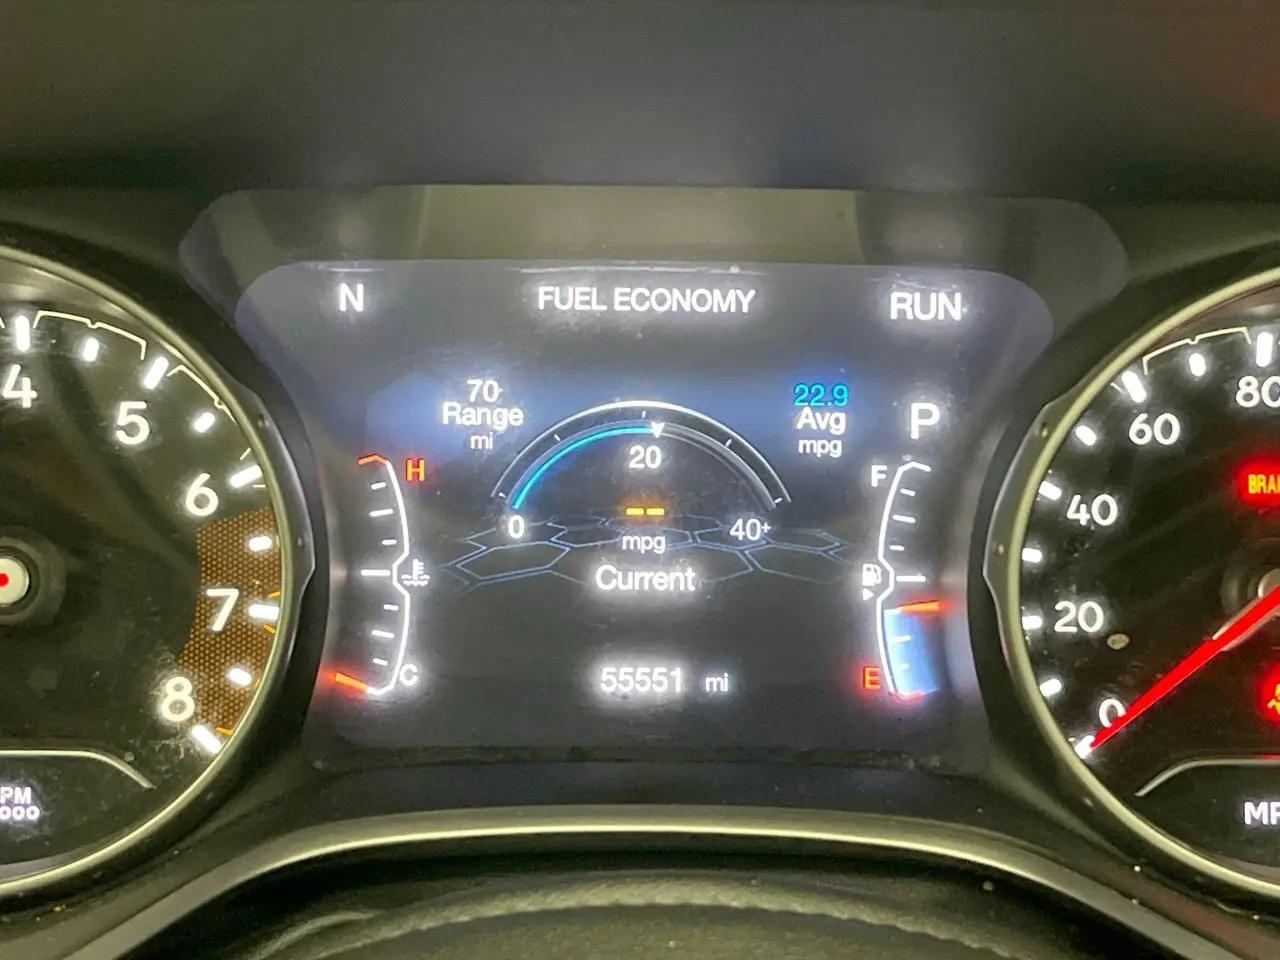 N FUEL ECONOMY RUN
70 Range mi
22.9 Avg mpg
P
H
C
F
E
20
0
40+
mpg
Current
55551 mi
4
5
6
7
8
80
60
40
20
0